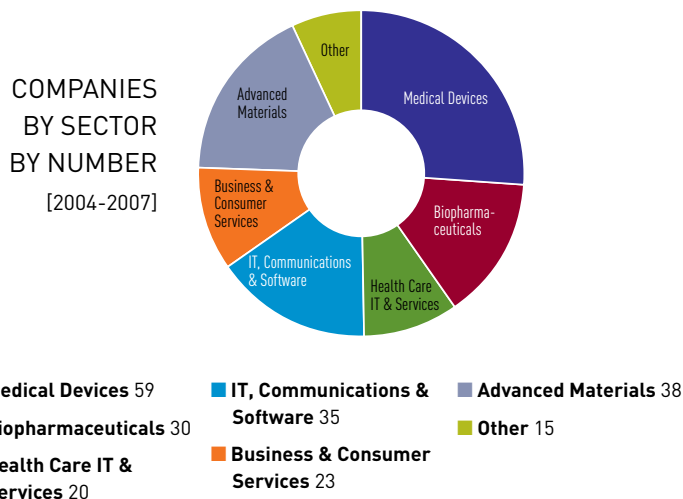 COMPANIES
BY SECTOR
BY NUMBER
[2004-2007]
Other
Medical Devices
Advanced
Materials
Biopharma-
ceuticals
Business &
Consumer
Services
IT, Communications
& Software
Health Care
IT & Services
edical Devices 59
iopharmaceuticals 30
ealth Care IT &
ervices 20
IT, Communications &
Software 35
Business & Consumer
Services 23
Advanced Materials 38
Other 15